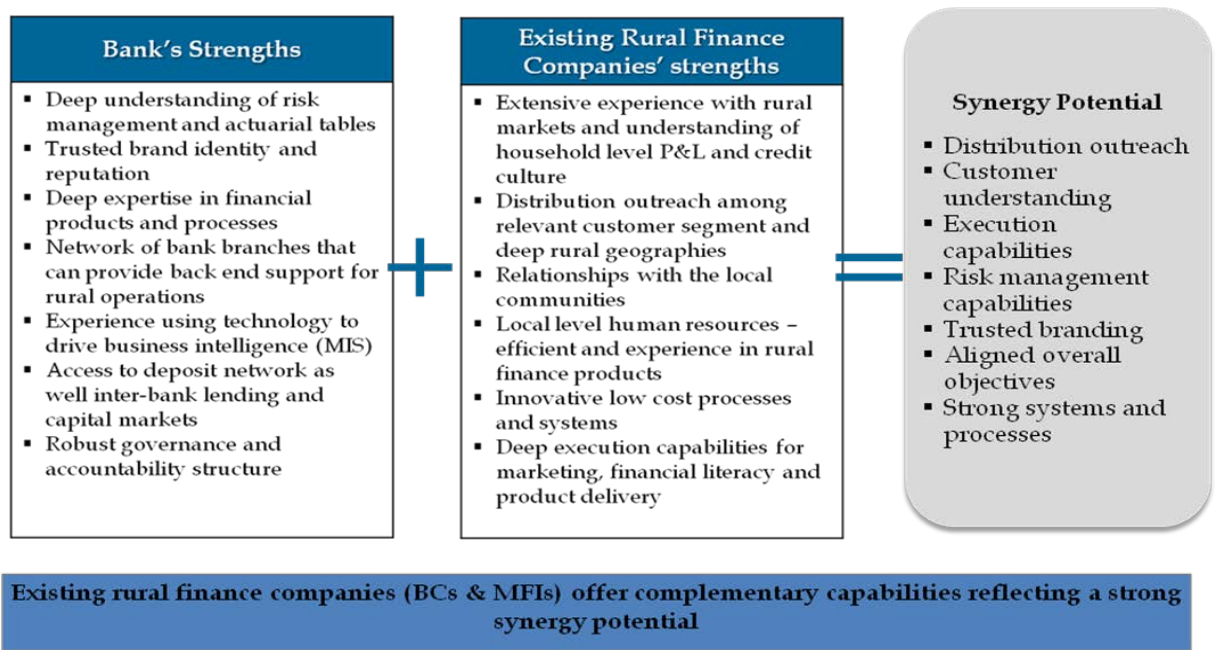 Bank's Strengths
▪ Deep understanding of risk
management and actuarial tables
▪ Trusted brand identity and
reputation
▪ Deep expertise in financial
products and processes
▪ Network of bank branches that
can provide back end support for
rural operations
▪ Experience using technology to
drive business intelligence (MIS)
▪ Access to deposit network as
well inter-bank lending and
capital markets
▪ Robust governance and
accountability structure
+
Existing Rural Finance
Companies' strengths
▪ Extensive experience with rural
markets and understanding of
household level P&L and credit
culture
▪ Distribution outreach among
relevant customer segment and
deep rural geographies
▪ Relationships with the local
communities
▪ Local level human resources –
efficient and experience in rural
finance products
▪ Innovative low cost processes
and systems
▪ Deep execution capabilities for
marketing, financial literacy and
product delivery
=
Synergy Potential
▪ Distribution outreach
▪ Customer
understanding
▪ Execution
capabilities
▪ Risk management
capabilities
▪ Trusted branding
▪ Aligned overall
objectives
▪ Strong systems and
processes
Existing rural finance companies (BCs & MFIs) offer complementary capabilities reflecting a strong
synergy potential